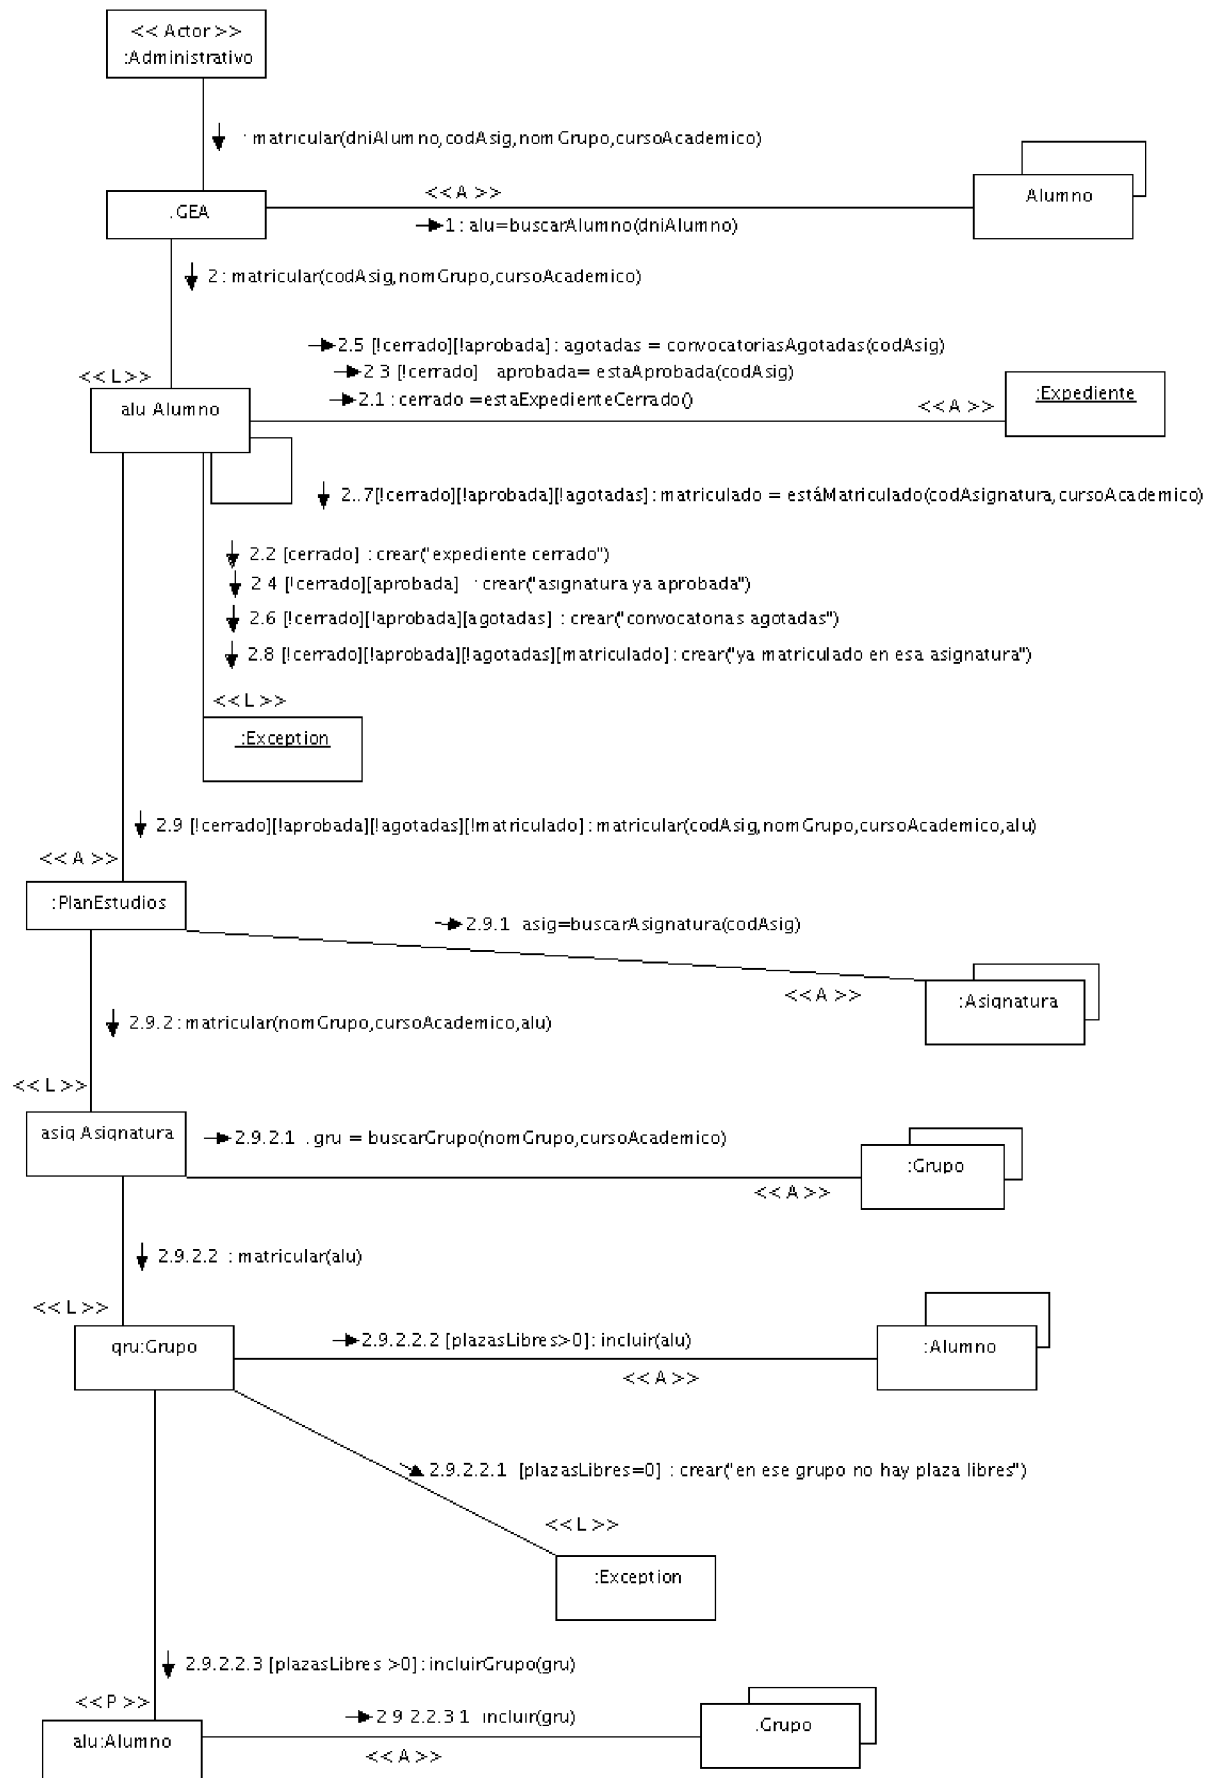 << Actor >>
:Administrativo
: matricular(dniAlumno,codAsig,nomGrupo,cursoAcademico)
<< A >>
Alumno
.GEA
1: alu=buscarAlumno(dniAlumno)
2: matricular(codAsig,nomGrupo,cursoAcademico)
2.5 [!cerrado][!aprobada]: agotadas = convocatoriasAgotadas(codAsig)
2 3 [!cerrado] aprobada= estaAprobada(codAsig)
<< L >>
2.1 : cerrado =estaExpedienteCerrado()
<< A >>
:Expediente
alu Alumno
2..7[!cerrado][!aprobada][!agotadas]: matriculado = estáMatriculado(codAsignatura,cursoAcademico)
2.2 [cerrado] : crear("expediente cerrado")
2 4 [!cerrado][aprobada] : crear("asignatura ya aprobada")
2.6 [!cerrado][!aprobada][agotadas] : crear("convocatorias agotadas")
2.8 [!cerrado][!aprobada][!agotadas][matriculado]: crear("ya matriculado en esa asignatura")
<< L >>
:Exception
2.9 [!cerrado][!aprobada][!agotadas][!matriculado]: matricular(codAsig,nomGrupo,cursoAcademico,alu)
<< A >>
:PlanEstudios
2.9.1 asig=buscarAsignatura(codAsig)
<< A >>
:Asignatura
2.9.2: matricular(nomGrupo,cursoAcademico,alu)
<< L >>
asig Asignatura
2.9.2.1 . gru = buscarGrupo(nomGrupo,cursoAcademico)
:Grupo
<< A >>
2.9.2.2 : matricular(alu)
<< L >>
gru:Grupo
2.9.2.2.2 [plazasLibres>0]: incluir(alu)
:Alumno
<< A >>
2.9.2.2.1 [plazasLibres=0] : crear("en ese grupo no hay plaza libres")
<< L >>
:Exception
2.9.2.2.3 [plazasLibres >0]: incluirGrupo(gru)
<< P >>
2 9 2.2.3 1 incluir(gru)
.Grupo
alu:Alumno
<< A >>